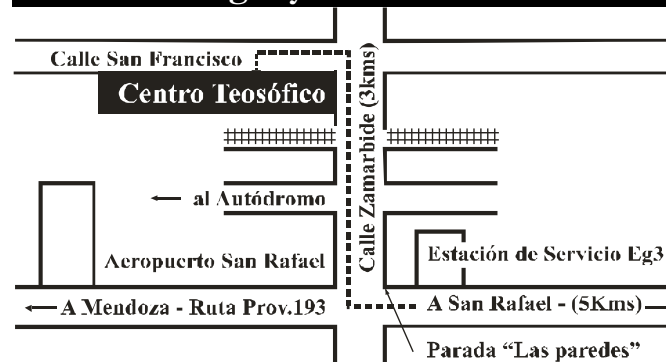 Calle San Francisco
Centro Teosófico
Calle Zamarbide (3kms)
← al Autódromo
Aeropuerto San Rafael
Estación de Servicio Eg3
← A Mendoza - Ruta Prov.193
A San Rafael - (5Kms)
Parada “Las paredes”